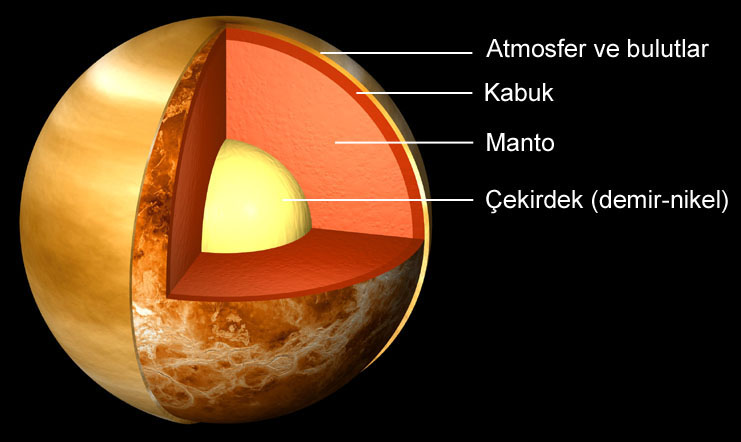 Atmosfer ve bulutlar
Kabuk
Manto
Çekirdek (demir-nikel)